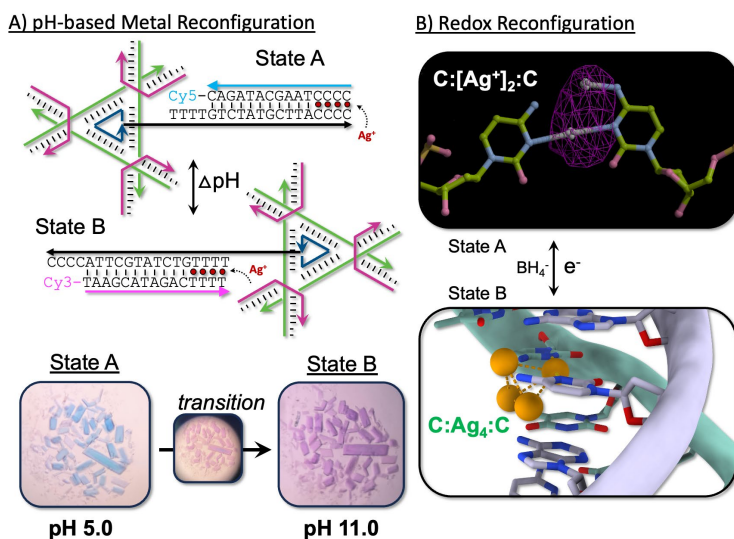 A) pH-based Metal Reconfiguration
State A
Cy5-CAGATACGAATCCCC
TTTTGTCTATGCTTACCCC
Ag⁺
ΔpH
State B
CCCCATTCGTATCTGTTTT
Ag⁺
Cy3-TAAGCATAGACTTTT
State A
transition
State B
pH 5.0
pH 11.0
B) Redox Reconfiguration
C:[Ag⁺]₂:C
State A
BH₄⁻ e⁻
State B
C:Ag₄:C